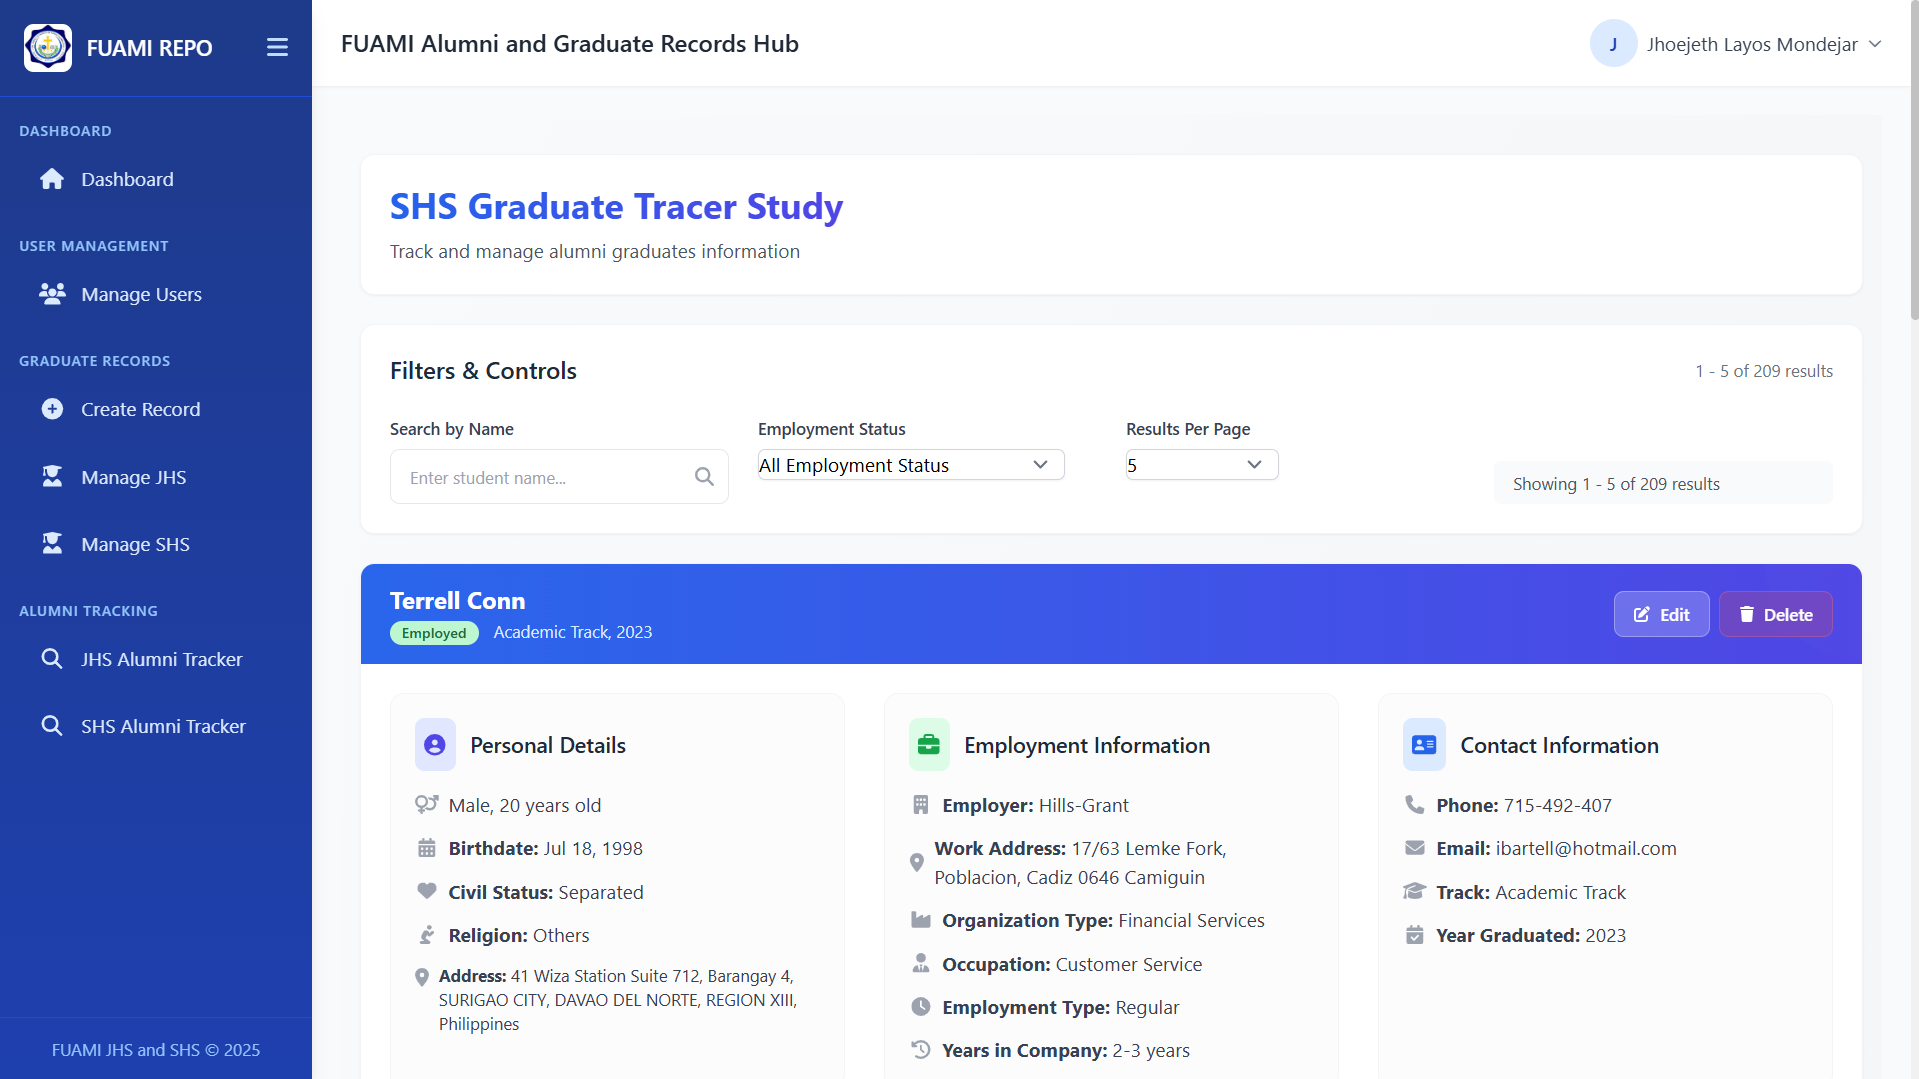 FUAMI REPO
DASHBOARD
Dashboard
USER MANAGEMENT
Manage Users
GRADUATE RECORDS
Create Record
Manage JHS
Manage SHS
ALUMNI TRACKING
JHS Alumni Tracker
SHS Alumni Tracker
FUAMI JHS and SHS © 2025
FUAMI Alumni and Graduate Records Hub
J
Jhoejeth Layos Mondejar
SHS Graduate Tracer Study
Track and manage alumni graduates information
Filters & Controls
1 - 5 of 209 results
Search by Name
Enter student name...
Employment Status
All Employment Status
Results Per Page
5
Showing 1 - 5 of 209 results
Terrell Conn
Employed
Academic Track, 2023
Edit
Delete
Personal Details
Male, 20 years old
Birthdate: Jul 18, 1998
Civil Status: Separated
Religion: Others
Address: 41 Wiza Station Suite 712, Barangay 4,
SURIGAO CITY, DAVAO DEL NORTE, REGION XIII,
Philippines
Employment Information
Employer: Hills-Grant
Work Address: 17/63 Lemke Fork,
Poblacion, Cadiz 0646 Camiguin
Organization Type: Financial Services
Occupation: Customer Service
Employment Type: Regular
Years in Company: 2-3 years
Contact Information
Phone: 715-492-407
Email: ibartell@hotmail.com
Track: Academic Track
Year Graduated: 2023